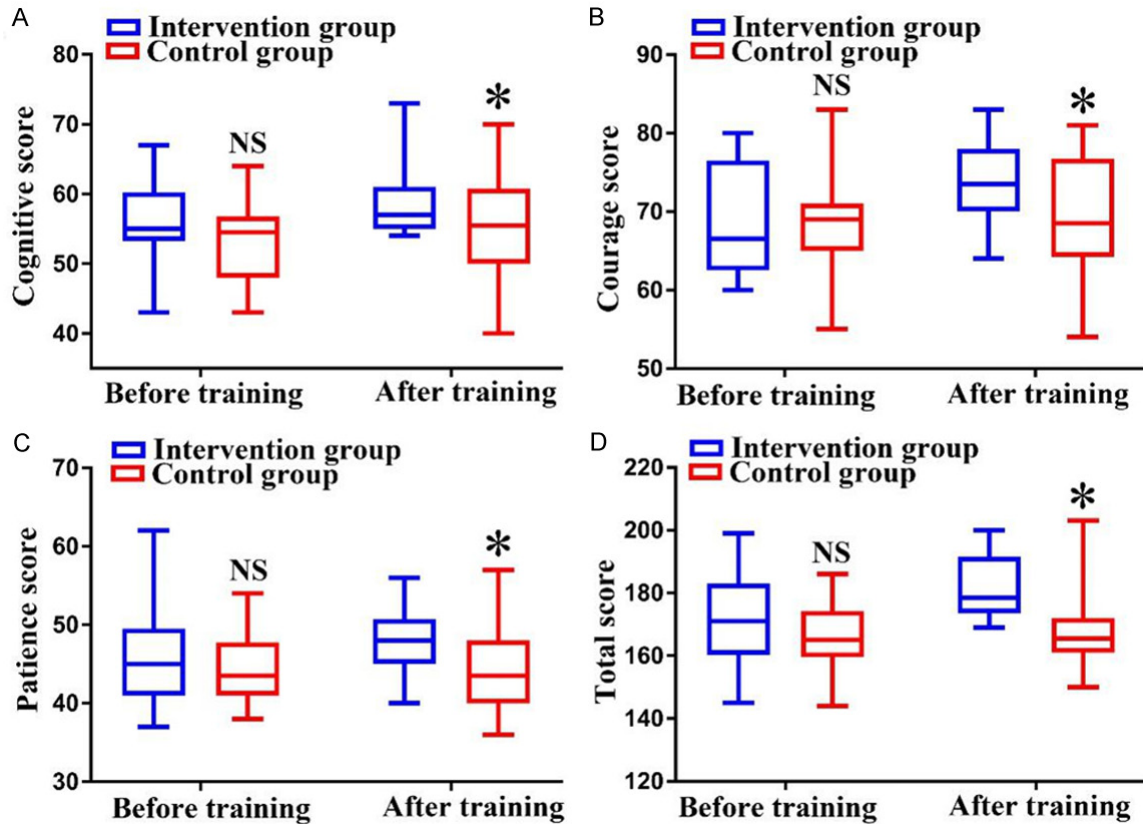 A
Intervention group
Control group
80
70
60
50
40
Cognitive score
NS
*
Before training
After training
B
Intervention group
Control group
90
80
70
60
50
Courage score
NS
*
Before training
After training
C
Intervention group
Control group
70
60
50
40
30
Patience score
NS
*
Before training
After training
D
Intervention group
Control group
220
200
180
160
140
120
Total score
NS
*
Before training
After training